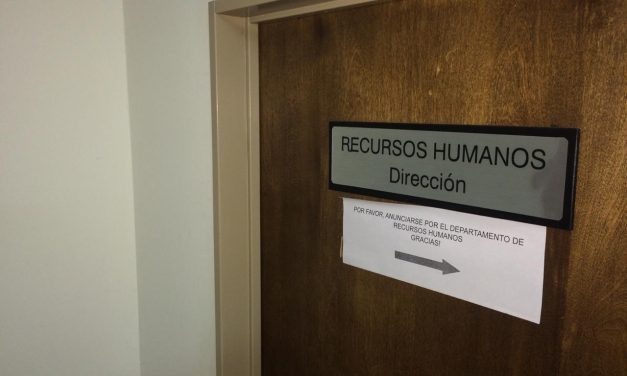 RECURSOS HUMANOS
Dirección
POR FAVOR, ANUNCIARSE POR EL DEPARTAMENTO DE
RECURSOS HUMANOS
GRACIAS!